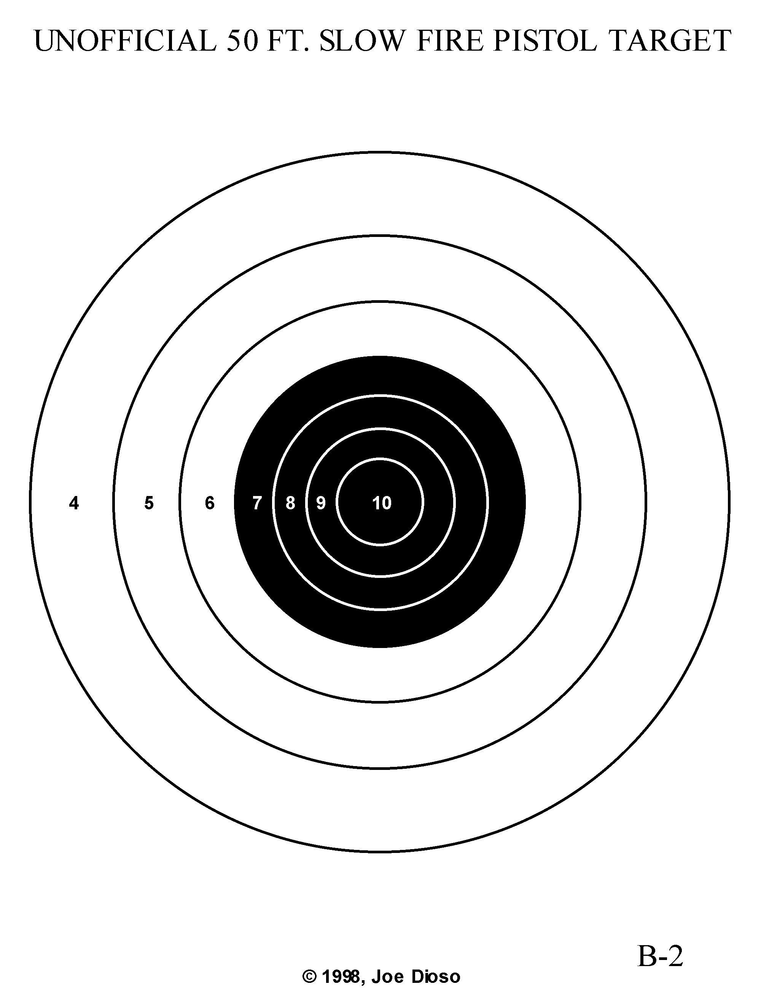 UNOFFICIAL 50 FT. SLOW FIRE PISTOL TARGET
4 5 6 7 8 9 10
B-2
© 1998, Joe Dioso